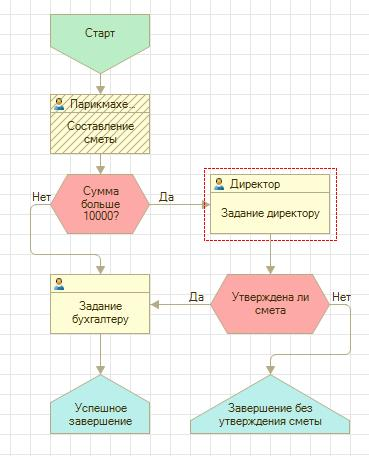 Старт
Парикмахе...
Составление
сметы
Сумма
больше
10000?
Нет
Да
Директор
Задание директору
Задание
бухгалтеру
Да
Утверждена ли
смета
Нет
Успешное
завершение
Завершение без
утверждения сметы